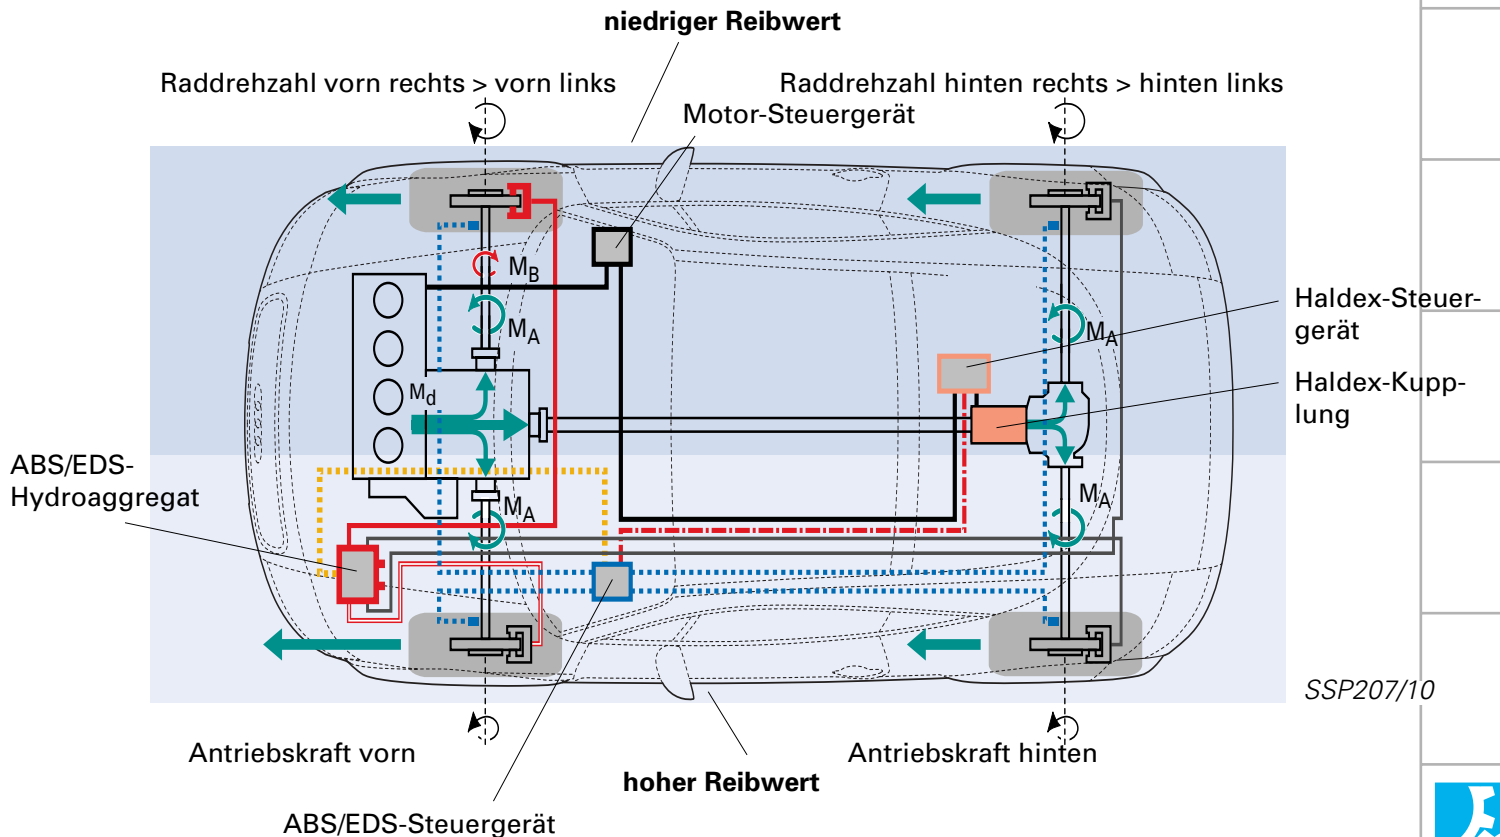 niedriger Reibwert
Raddrehzahl vorn rechts > vorn links
Raddrehzahl hinten rechts > hinten links
Motor-Steuergerät
MB
MA
MA
Haldex-Steuer-
gerät
Md
Haldex-Kupp-
lung
ABS/EDS-
Hydroaggregat
MA
MA
SSP207/10
Antriebskraft vorn
Antriebskraft hinten
hoher Reibwert
ABS/EDS-Steuergerät